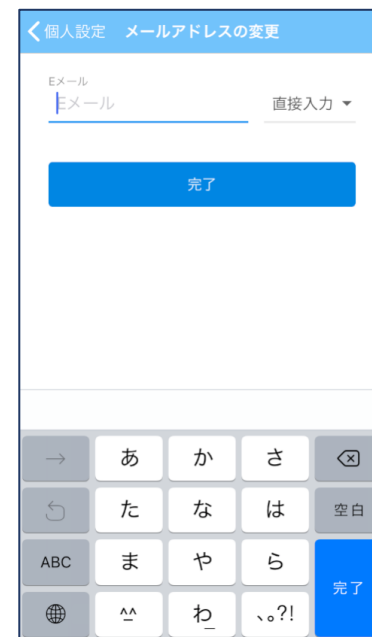 個人設定 メールアドレスの変更
Eメール
Eメール 直接入力
完了
→ あ か さ
た な は 空白
ABC ま や ら
完了
^^ わ 、。?!